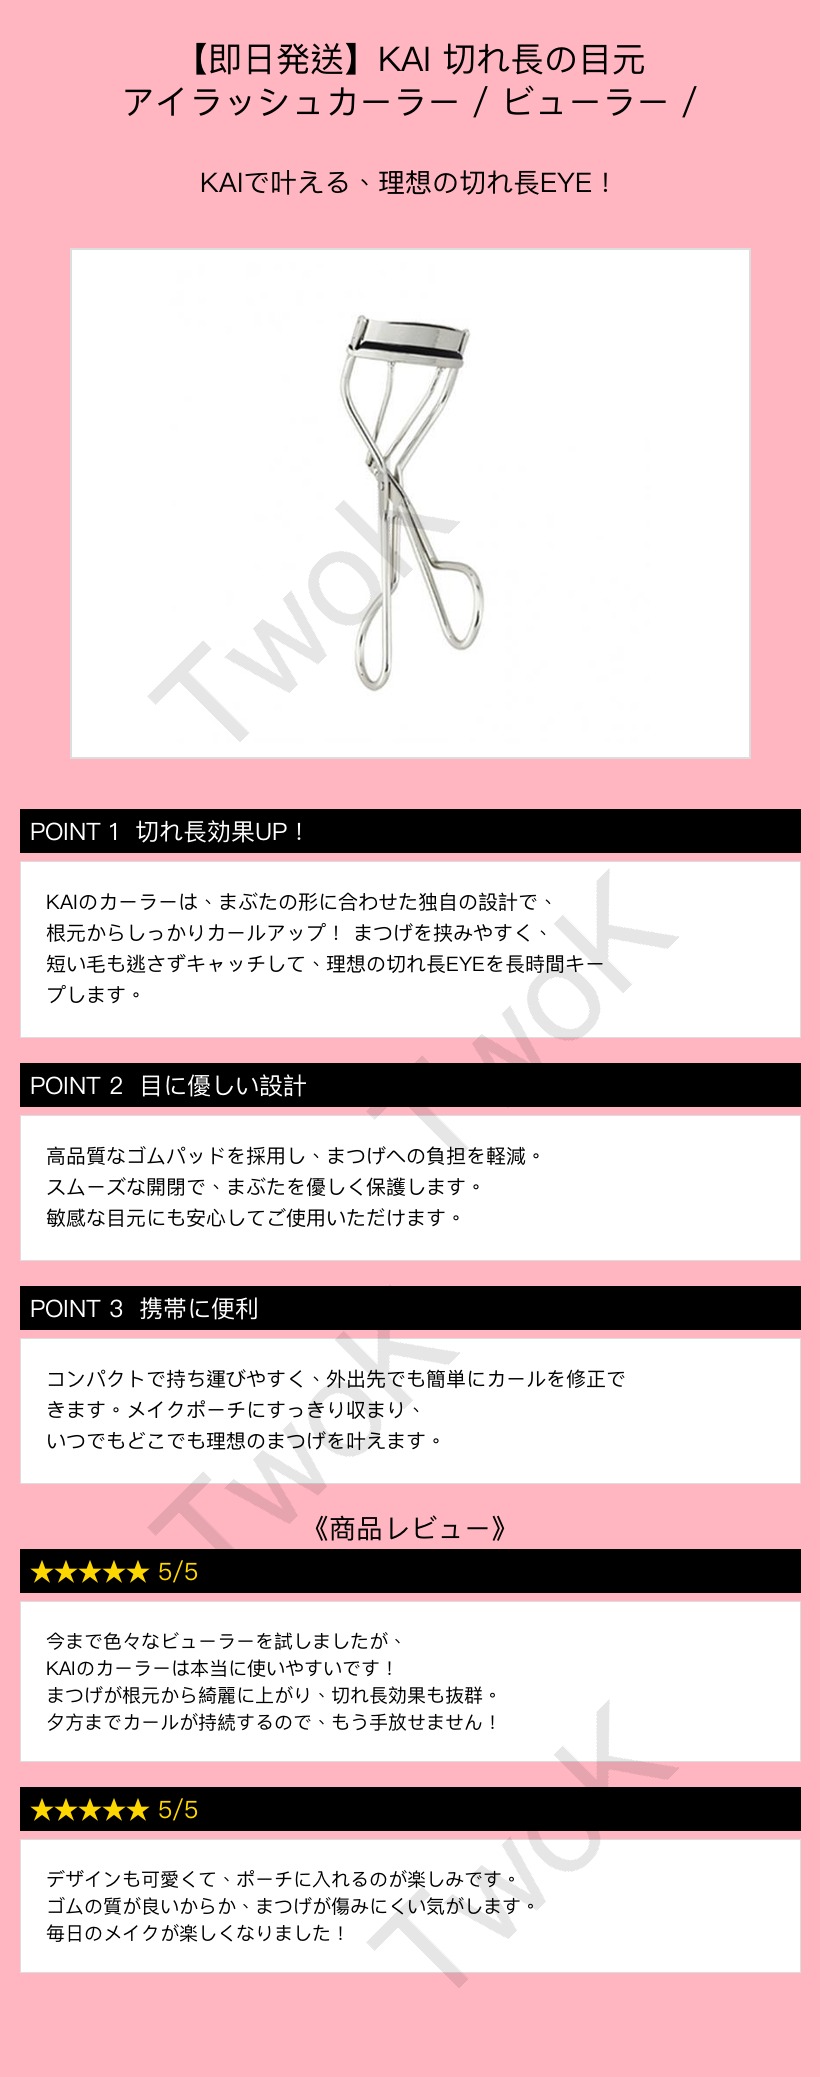 【即日発送】KAI 切れ長の目元
アイラッシュカーラー / ビューラー /
KAIで叶える、理想の切れ長EYE！
Twok
POINT 1 切れ長効果UP！
KAIのカーラーは、まぶたの形に合わせた独自の設計で、
根元からしっかりカールアップ！ まつげを挟みやすく、
短い毛も逃さずキャッチして、理想の切れ長EYEを長時間キー
プします。
Twok
POINT 2 目に優しい設計
高品質なゴムパッドを採用し、まつげへの負担を軽減。
スムーズな開閉で、まぶたを優しく保護します。
敏感な目元にも安心してご使用いただけます。
POINT 3 携帯に便利
コンパクトで持ち運びやすく、外出先でも簡単にカールを修正で
きます。メイクポーチにすっきり収まり、
いつでもどこでも理想のまつげを叶えます。
Twok
《商品レビュー》
★★★★★ 5/5
今まで色々なビューラーを試しましたが、
KAIのカーラーは本当に使いやすいです！
まつげが根元から綺麗に上がり、切れ長効果も抜群。
夕方までカールが持続するので、もう手放せません！
★★★★★ 5/5
デザインも可愛くて、ポーチに入れるのが楽しみです。
ゴムの質が良いからか、まつげが傷みにくい気がします。
毎日のメイクが楽しくなりました！
Twok